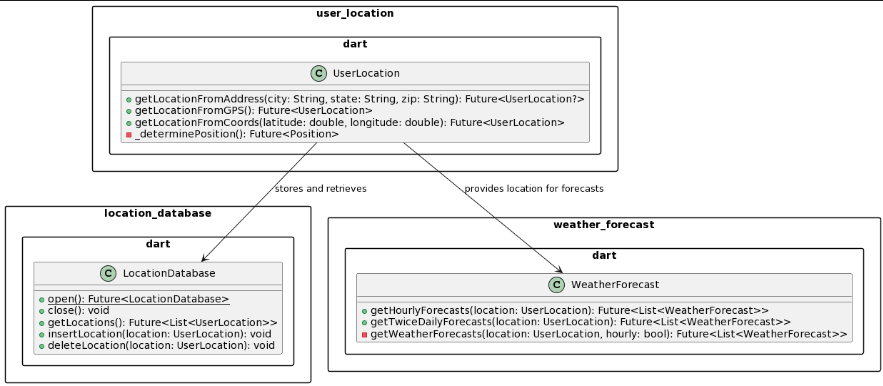 user_location
dart
C UserLocation
getLocationFromAddress(city: String, state: String, zip: String): Future<UserLocation?>
getLocationFromGPS(): Future<UserLocation>
getLocationFromCoords(latitude: double, longitude: double): Future<UserLocation>
_determinePosition(): Future<Position>
stores and retrieves
provides location for forecasts
location_database
dart
C LocationDatabase
open(): Future<LocationDatabase>
close(): void
getLocations(): Future<List<UserLocation>>
insertLocation(location: UserLocation): void
deleteLocation(location: UserLocation): void
weather_forecast
dart
C WeatherForecast
getHourlyForecasts(location: UserLocation): Future<List<WeatherForecast>>
getTwiceDailyForecasts(location: UserLocation): Future<List<WeatherForecast>>
getWeatherForecasts(location: UserLocation, hourly: bool): Future<List<WeatherForecast>>